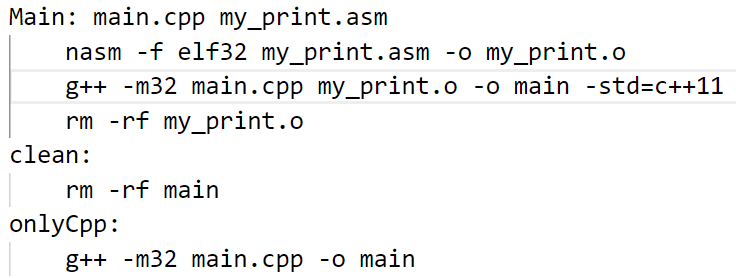 Main: main.cpp my_print.asm
    nasm -f elf32 my_print.asm -o my_print.o
    g++ -m32 main.cpp my_print.o -o main -std=c++11
    rm -rf my_print.o
clean:
    rm -rf main
onlyCpp:
    g++ -m32 main.cpp -o main